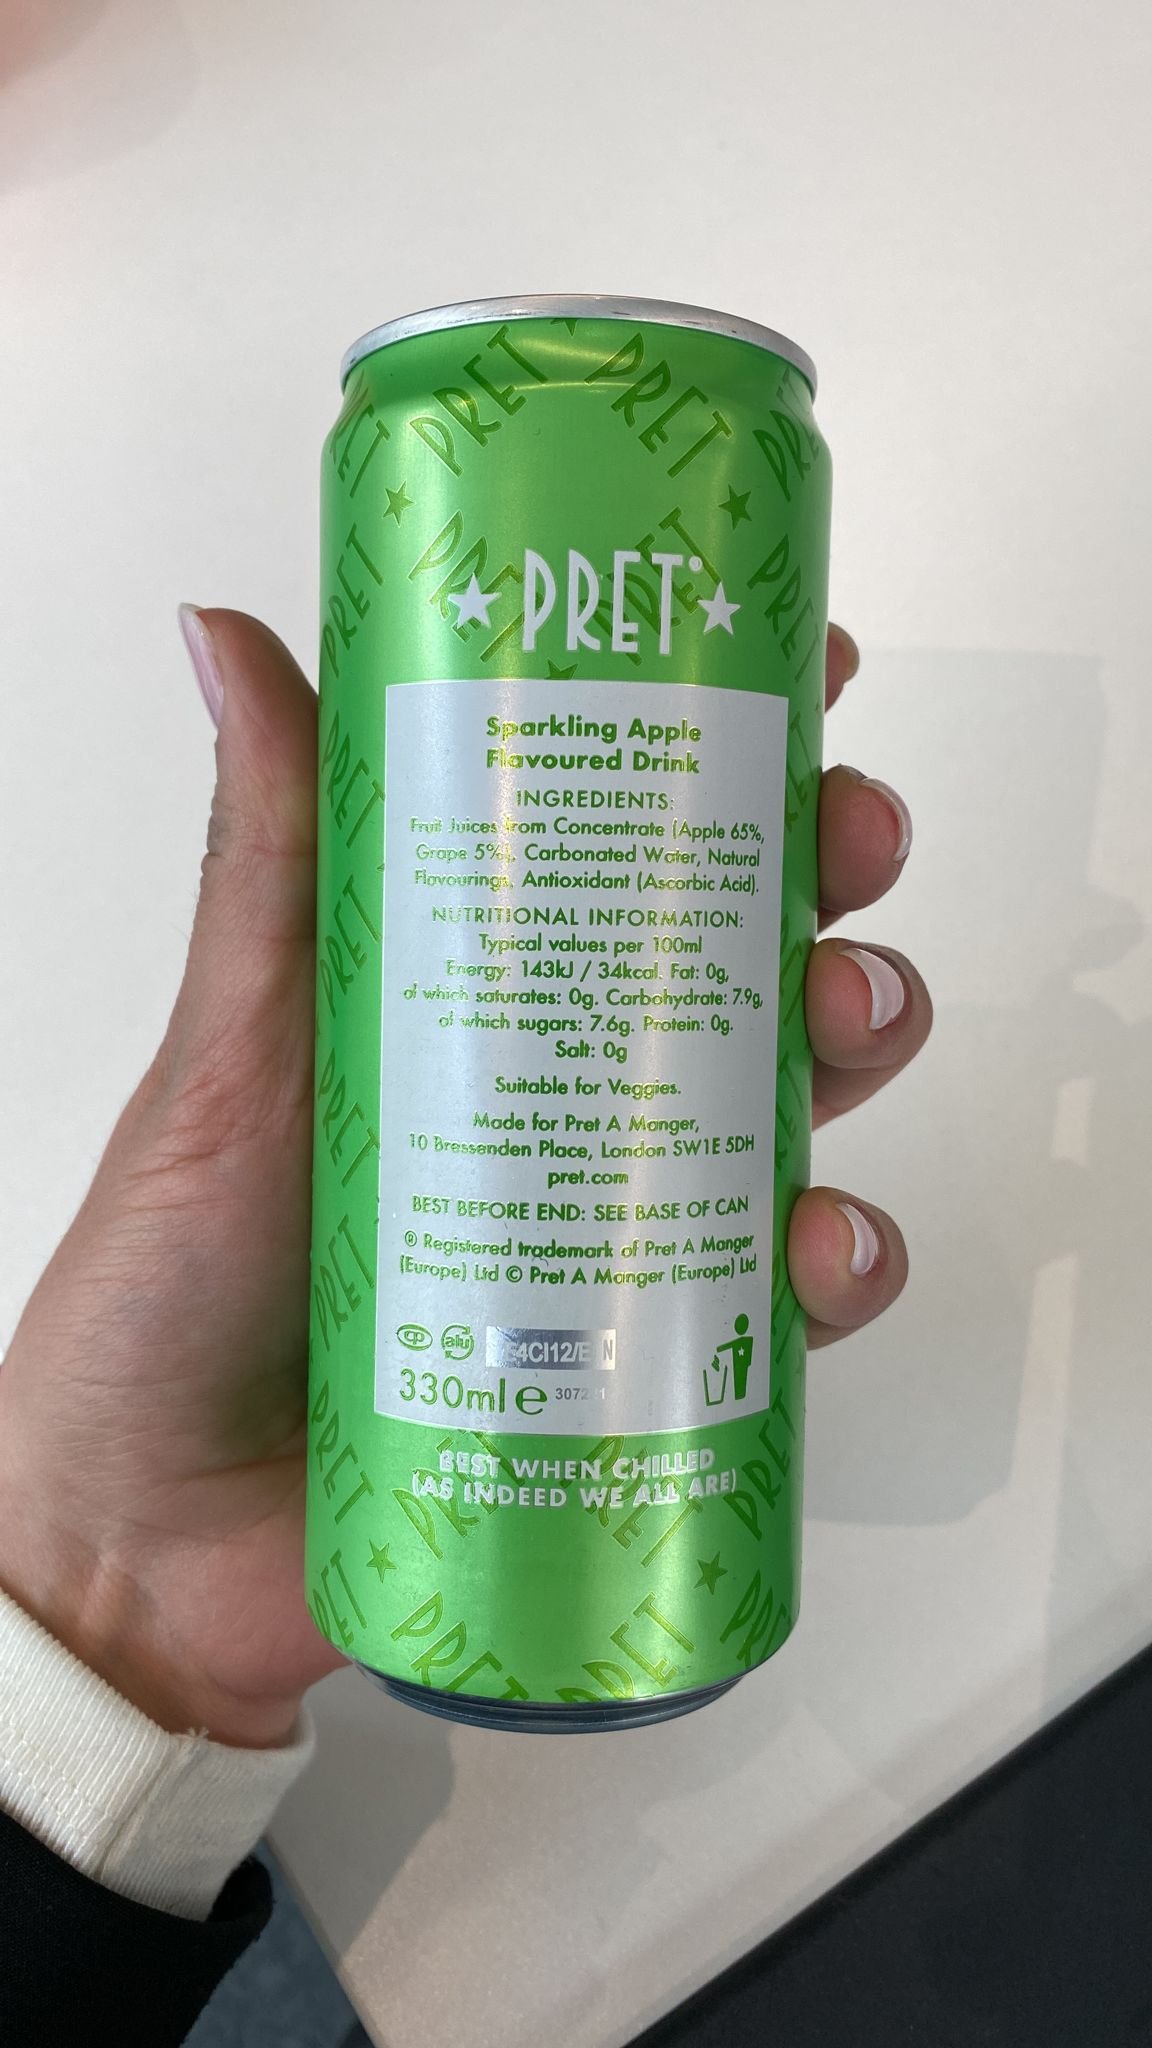 PRET®
Sparkling Apple
Flavoured Drink
INGREDIENTS:
Fruit Juices from Concentrate (Apple 65%,
Grape 5%), Carbonated Water, Natural
Flavourings, Antioxidant (Ascorbic Acid).
NUTRITIONAL INFORMATION:
Typical values per 100ml
Energy: 143kJ / 34kcal. Fat: 0g,
of which saturates: 0g. Carbohydrate: 7.9g,
of which sugars: 7.6g. Protein: 0g.
Salt: 0g
Suitable for Veggies.
Made for Pret A Manger,
10 Bressenden Place, London SW1E 5DH
pret.com
BEST BEFORE END: SEE BASE OF CAN
® Registered trademark of Pret A Manger
(Europe) Ltd © Pret A Manger (Europe) Ltd
cp alu
330ml e
BEST WHEN CHILLED
(AS INDEED WE ALL ARE)